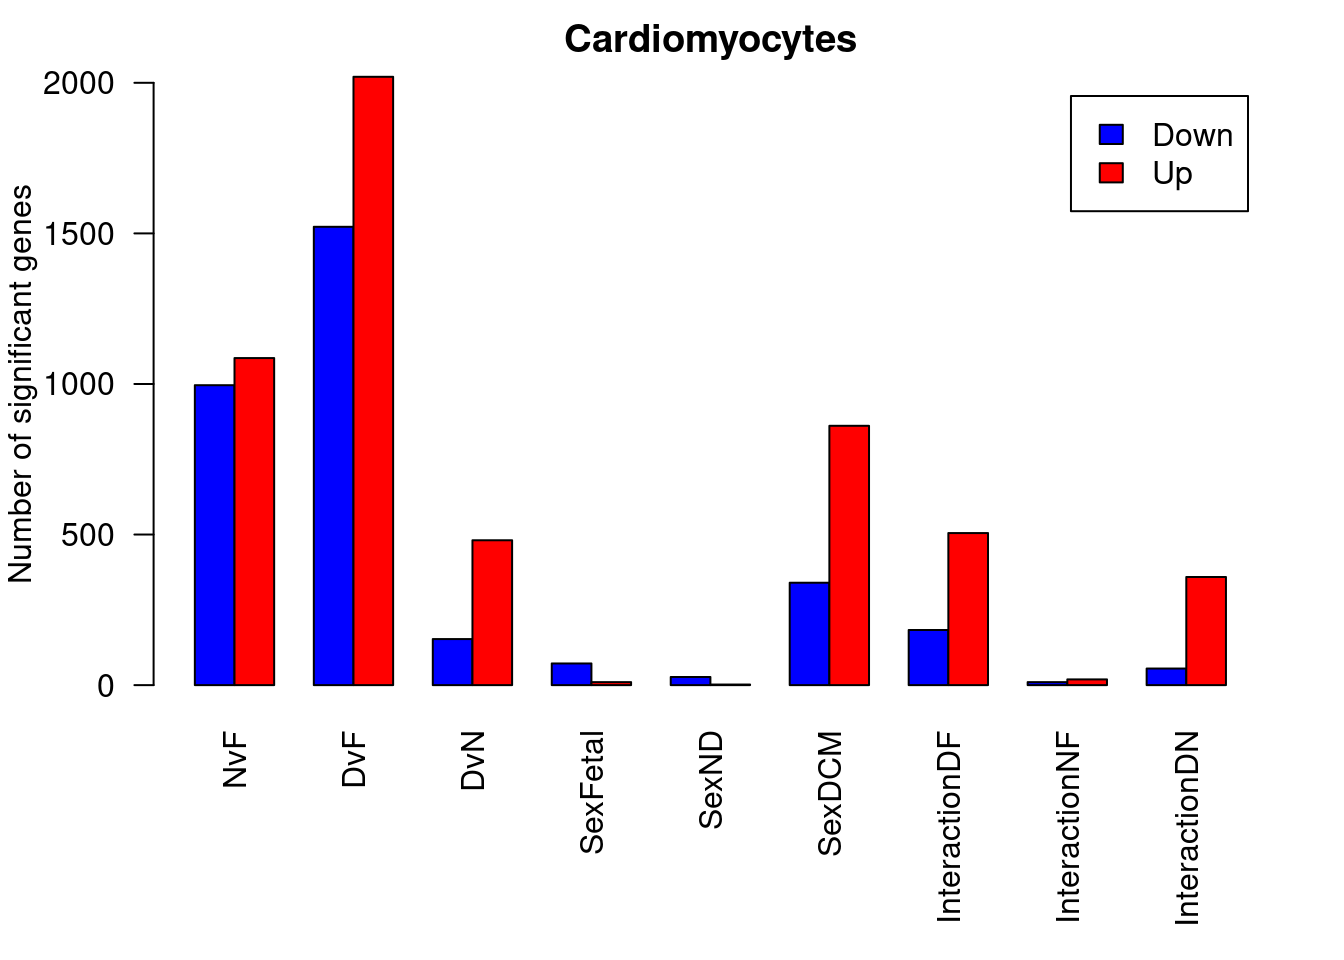 Cardiomyocytes
Number of significant genes
2000
1500
1000
500
0
Down
Up
NvF
DvF
DvN
SexFetal
SexND
SexDCM
InteractionDF
InteractionNF
InteractionDN